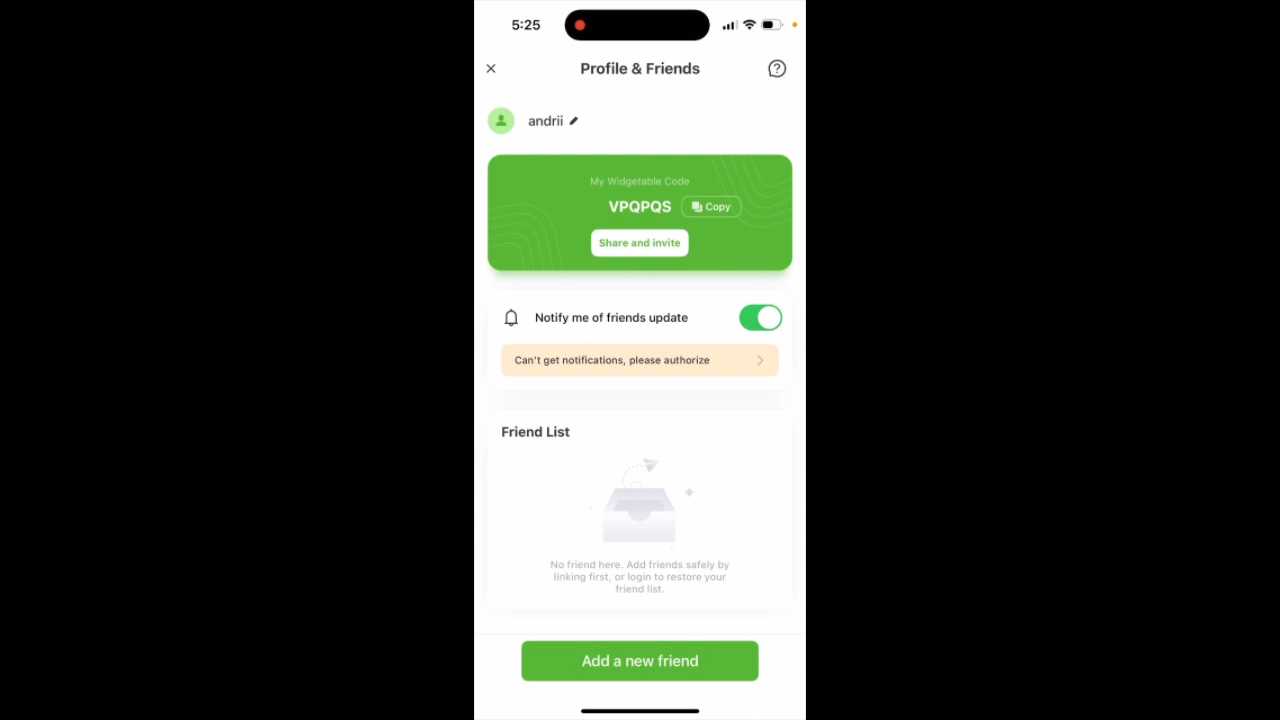 5:25
Profile & Friends
andrii
My Widgetable Code
VPQPQS
Copy
Share and invite
Notify me of friends update
Can't get notifications, please authorize
Friend List
No friend here. Add friends safely by
linking first, or login to restore your
friend list.
Add a new friend